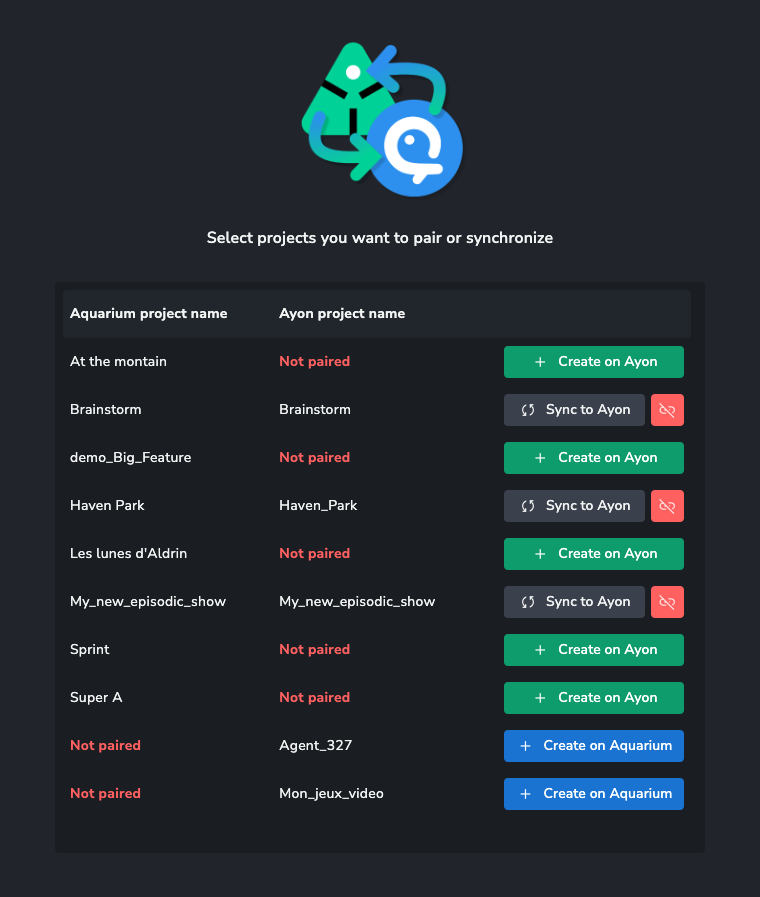 Select projects you want to pair or synchronize
Aquarium project name Ayon project name
At the montain Not paired Create on Ayon
Brainstorm Brainstorm Sync to Ayon
demo_Big_Feature Not paired Create on Ayon
Haven Park Haven_Park Sync to Ayon
Les lunes d'Aldrin Not paired Create on Ayon
My_new_episodic_show My_new_episodic_show Sync to Ayon
Sprint Not paired Create on Ayon
Super A Not paired Create on Ayon
Not paired Agent_327 Create on Aquarium
Not paired Mon_jeux_video Create on Aquarium